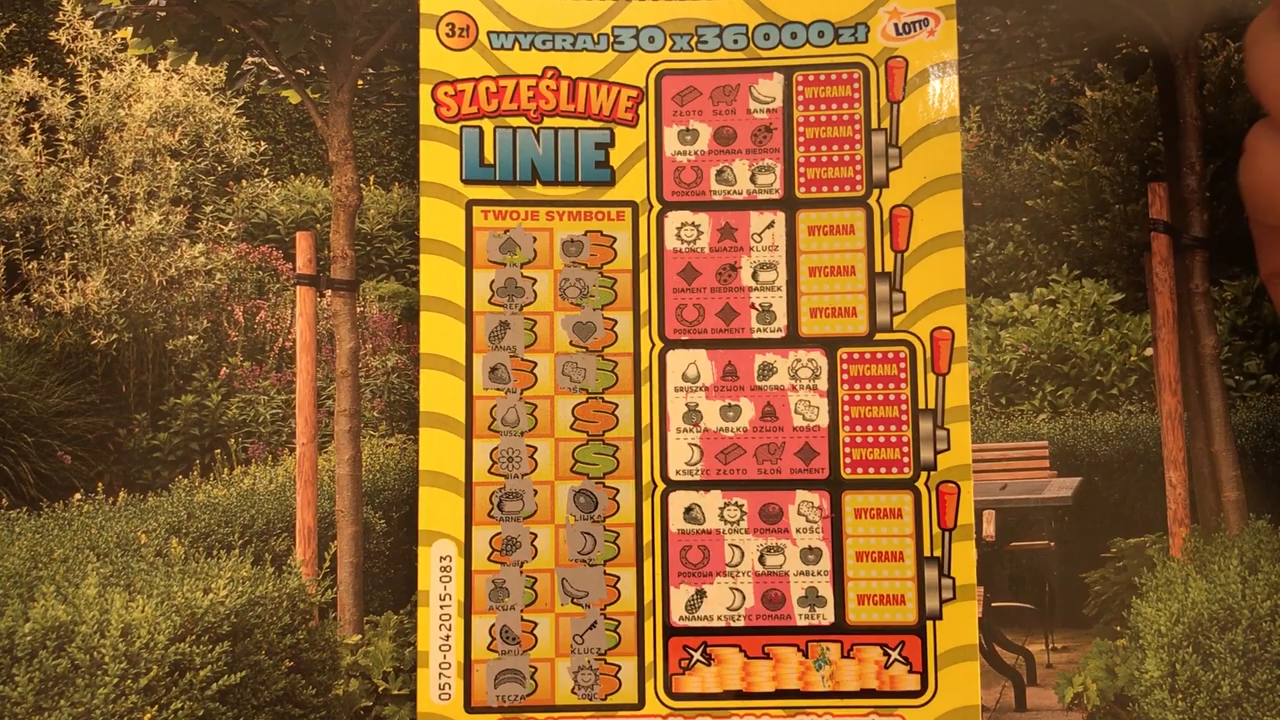 3zł WYGRAJ 30 x 36 000 zł LOTTO
SZCZĘŚLIWE
LINIE
TWOJE SYMBOLE
KLUCZ
TĘCZA
ZŁOTO SŁOŃ BANAN
JABŁKO POMARA BIEDRON
PODKOWA TRUSKAW GARNEK
WYGRANA
WYGRANA
WYGRANA
SŁOŃCE GWIAZDA KLUCZ
DIAMENT BIEDRON GARNEK
PODKOWA DIAMENT SAKWA
WYGRANA
WYGRANA
WYGRANA
GRUSZKA DZWON WINOGRO KRAB
SAKWA JABŁKO DZWON KOŚCI
KSIĘŻYC ZŁOTO SŁOŃ DIAMENT
WYGRANA
WYGRANA
WYGRANA
TRUSKAW SŁOŃCE POMARA KOŚCI
PODKOWA KSIĘŻYC GARNEK JABŁKO
ANANAS KSIĘŻYC POMARA TREFL
WYGRANA
WYGRANA
WYGRANA
0570-042015-083